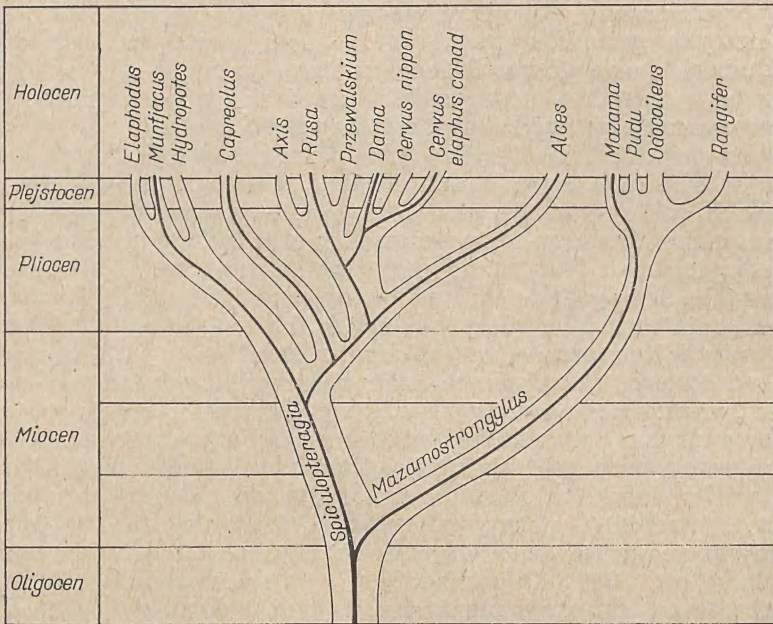 Holocen
Elaphodus
Muntjacus
Hydropotes
Capreolus
Axis
Rusa
Przewalskium
Dama
Cervus nippon
Cervus
elaphus canad
Alces
Mazama
Pudu
Odocoileus
Rangifer
Plejstocen
Pliocen
Miocen
Spiculopteragia
Mazamostrongylus
Oligocen